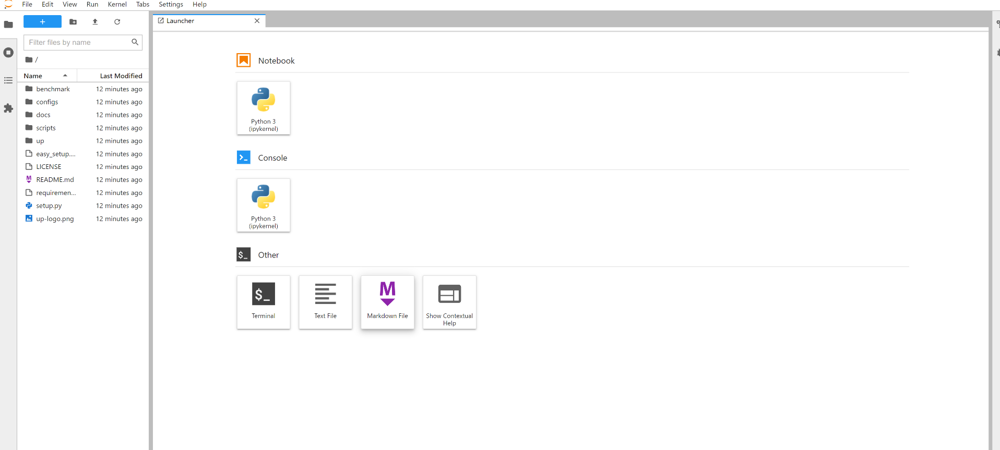 File Edit View Run Kernel Tabs Settings Help
Launcher
Filter files by name
/
Name Last Modified
benchmark 12 minutes ago
configs 12 minutes ago
docs 12 minutes ago
scripts 12 minutes ago
up 12 minutes ago
easy_setup.... 12 minutes ago
LICENSE 12 minutes ago
README.md 12 minutes ago
requiremen... 12 minutes ago
setup.py 12 minutes ago
up-logo.png 12 minutes ago
Notebook
Python 3
(ipykernel)
Console
Python 3
(ipykernel)
$_ Other
$_
Terminal
Text File
M
Markdown File
Show Contextual
Help